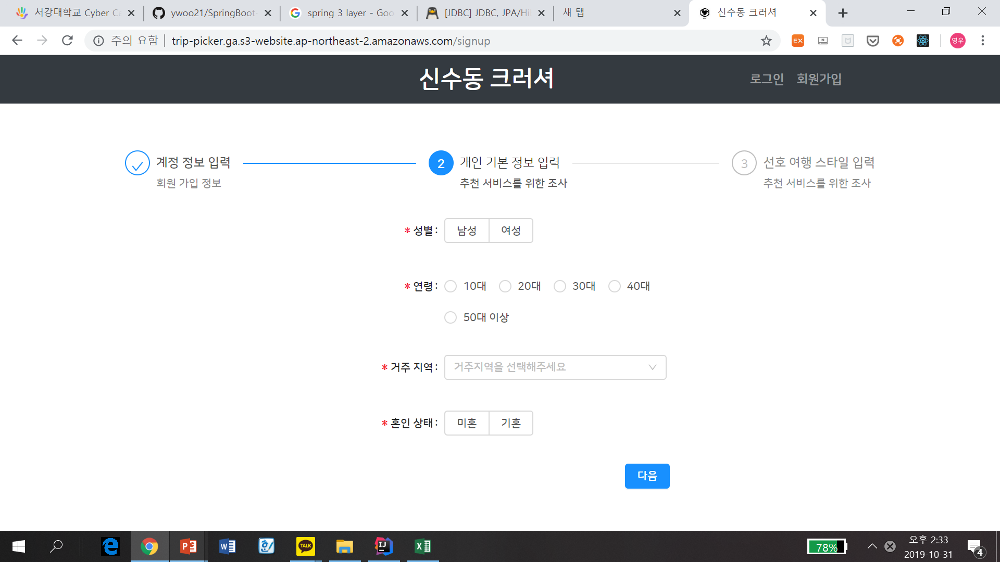 서강대학교 Cyber C
ywoo21/SpringBoot-
spring 3 layer - Goo
[JDBC] JDBC, JPA/Hi
새 탭
신수동 크러셔
주의 요함
trip-picker.ga.s3-website.ap-northeast-2.amazonaws.com/signup
EX
N
영우
신수동 크러셔
로그인 회원가입
계정 정보 입력
회원 가입 정보
2 개인 기본 정보 입력
추천 서비스를 위한 조사
3 선호 여행 스타일 입력
추천 서비스를 위한 조사
* 성별: 남성 여성
* 연령: 10대 20대 30대 40대
50대 이상
* 거주 지역: 거주지역을 선택해주세요
* 혼인 상태: 미혼 기혼
다음
TALK
IJ
78%
오후 2:33
2019-10-31
4